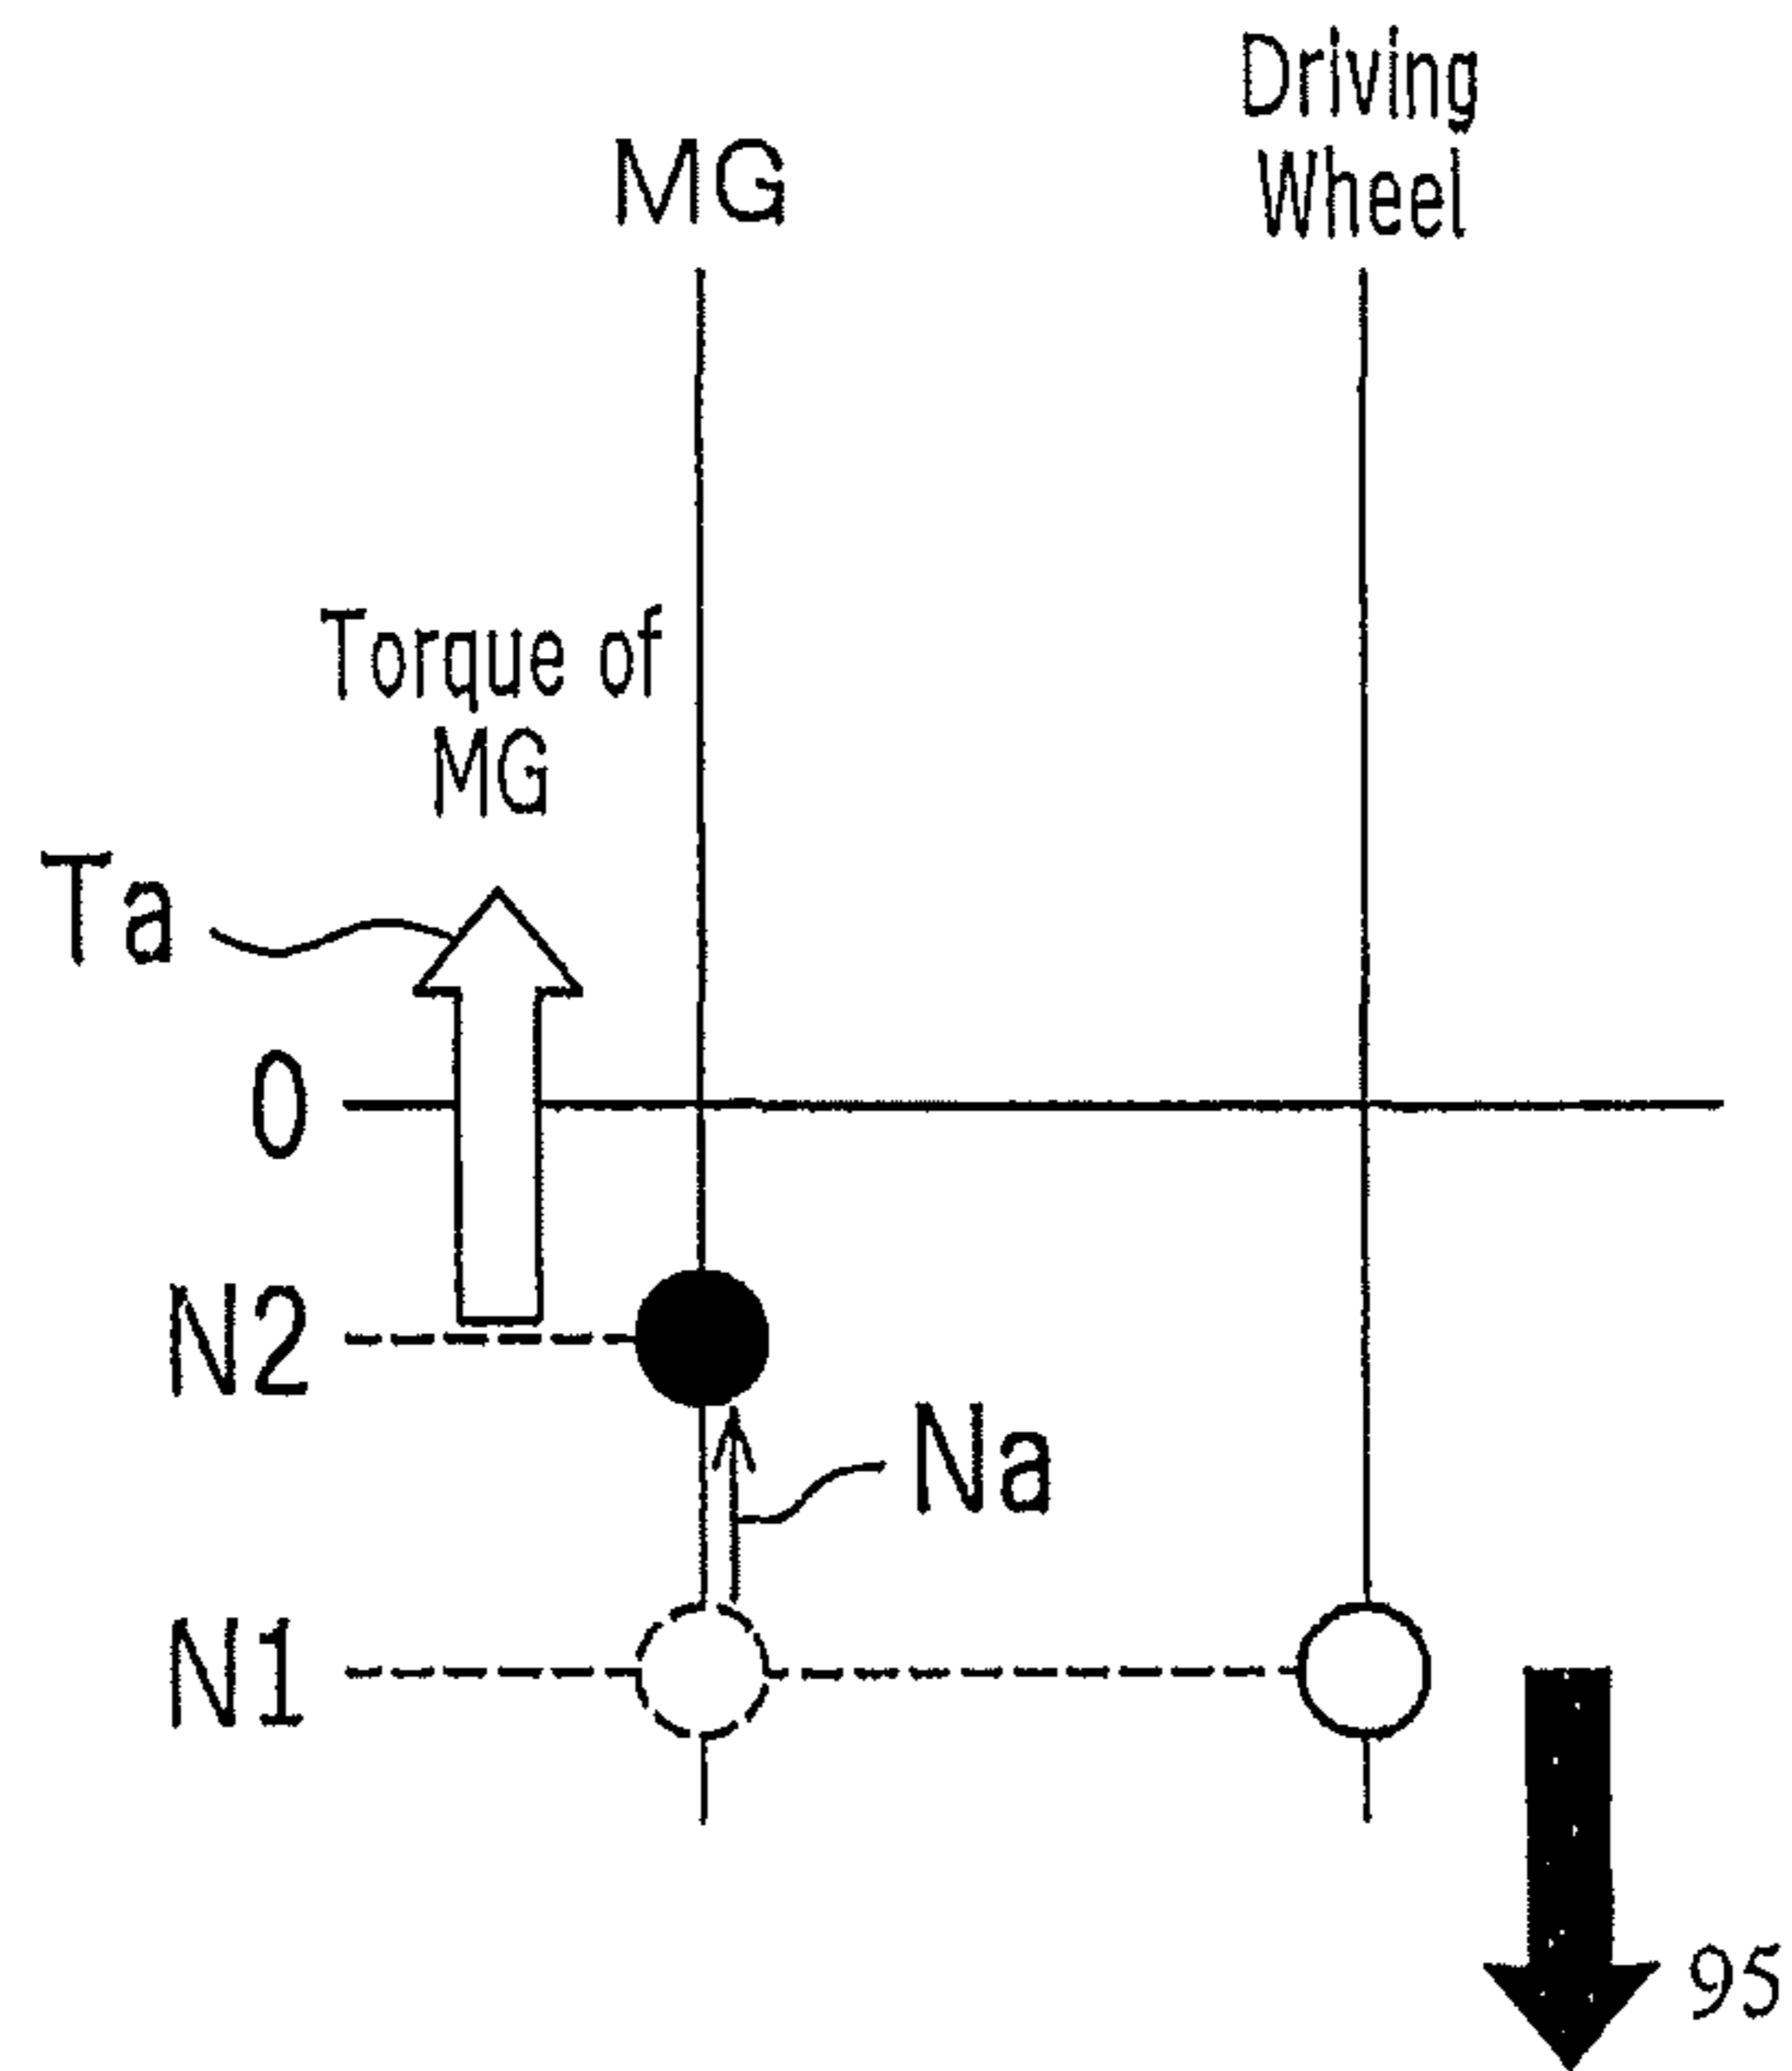 MG
Driving
Wheel
Torque of
MG
Ta
0
N2
Na
N1
95